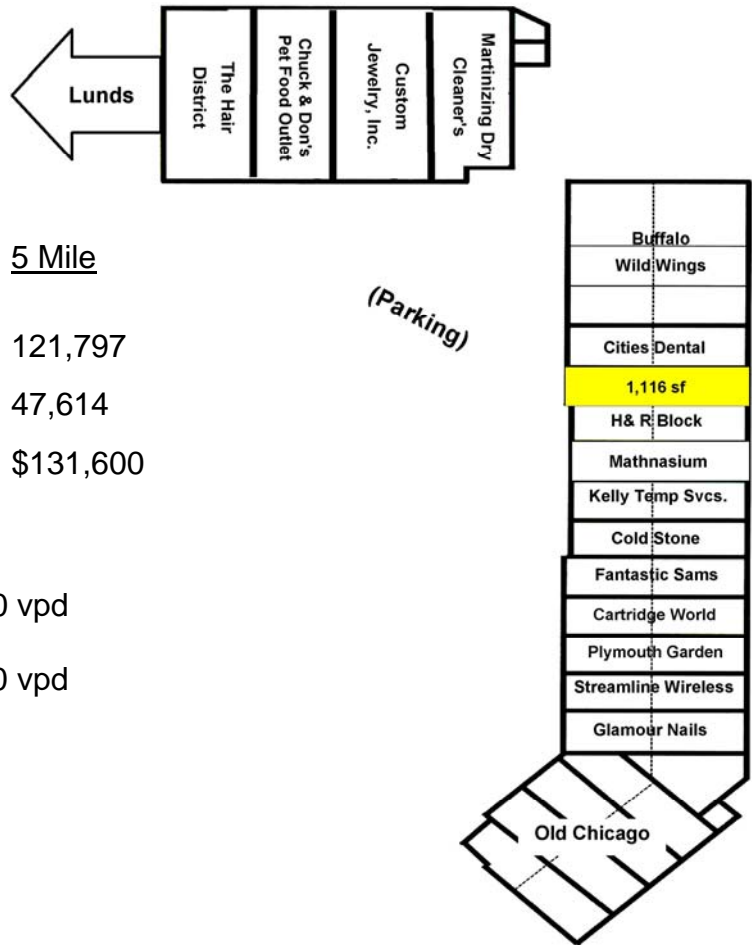 Lunds
The Hair
District
Chuck & Don's
Pet Food Outlet
Custom
Jewelry, Inc.
Martinizing Dry
Cleaner's
5 Mile
121,797
47,614
$131,600
0 vpd
0 vpd
(Parking)
Buffalo
Wild Wings
Cities Dental
1,116 sf
H& R Block
Mathnasium
Kelly Temp Svcs.
Cold Stone
Fantastic Sams
Cartridge World
Plymouth Garden
Streamline Wireless
Glamour Nails
Old Chicago